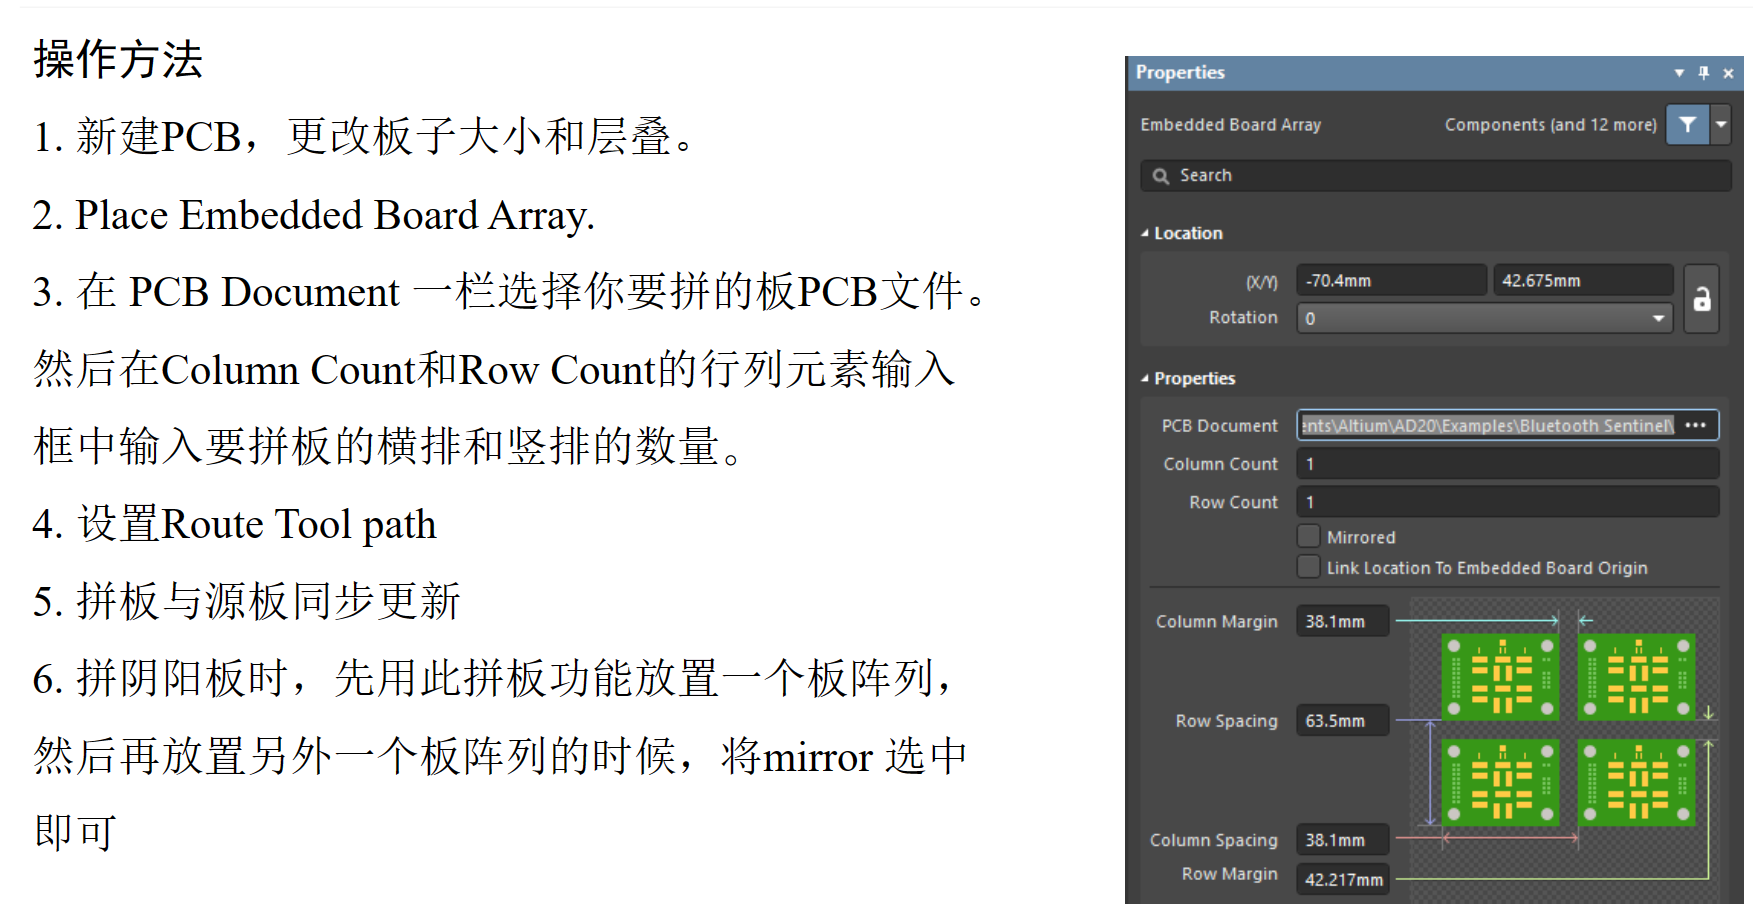 操作方法
1. 新建PCB，更改板子大小和层叠。
2. Place Embedded Board Array.
3. 在 PCB Document 一栏选择你要拼的板PCB文件。
然后在Column Count和Row Count的行列元素输入
框中输入要拼板的横排和竖排的数量。
4. 设置Route Tool path
5. 拼板与源板同步更新
6. 拼阴阳板时，先用此拼板功能放置一个板阵列，
然后再放置另外一个板阵列的时候，将mirror 选中
即可
Properties
Embedded Board Array Components (and 12 more)
Search
Location
(X/Y) -70.4mm 42.675mm
Rotation 0
Properties
PCB Document ents\Altium\AD20\Examples\Bluetooth Sentinel\ ...
Column Count 1
Row Count 1
Mirrored
Link Location To Embedded Board Origin
Column Margin 38.1mm
Row Spacing 63.5mm
Column Spacing 38.1mm
Row Margin 42.217mm